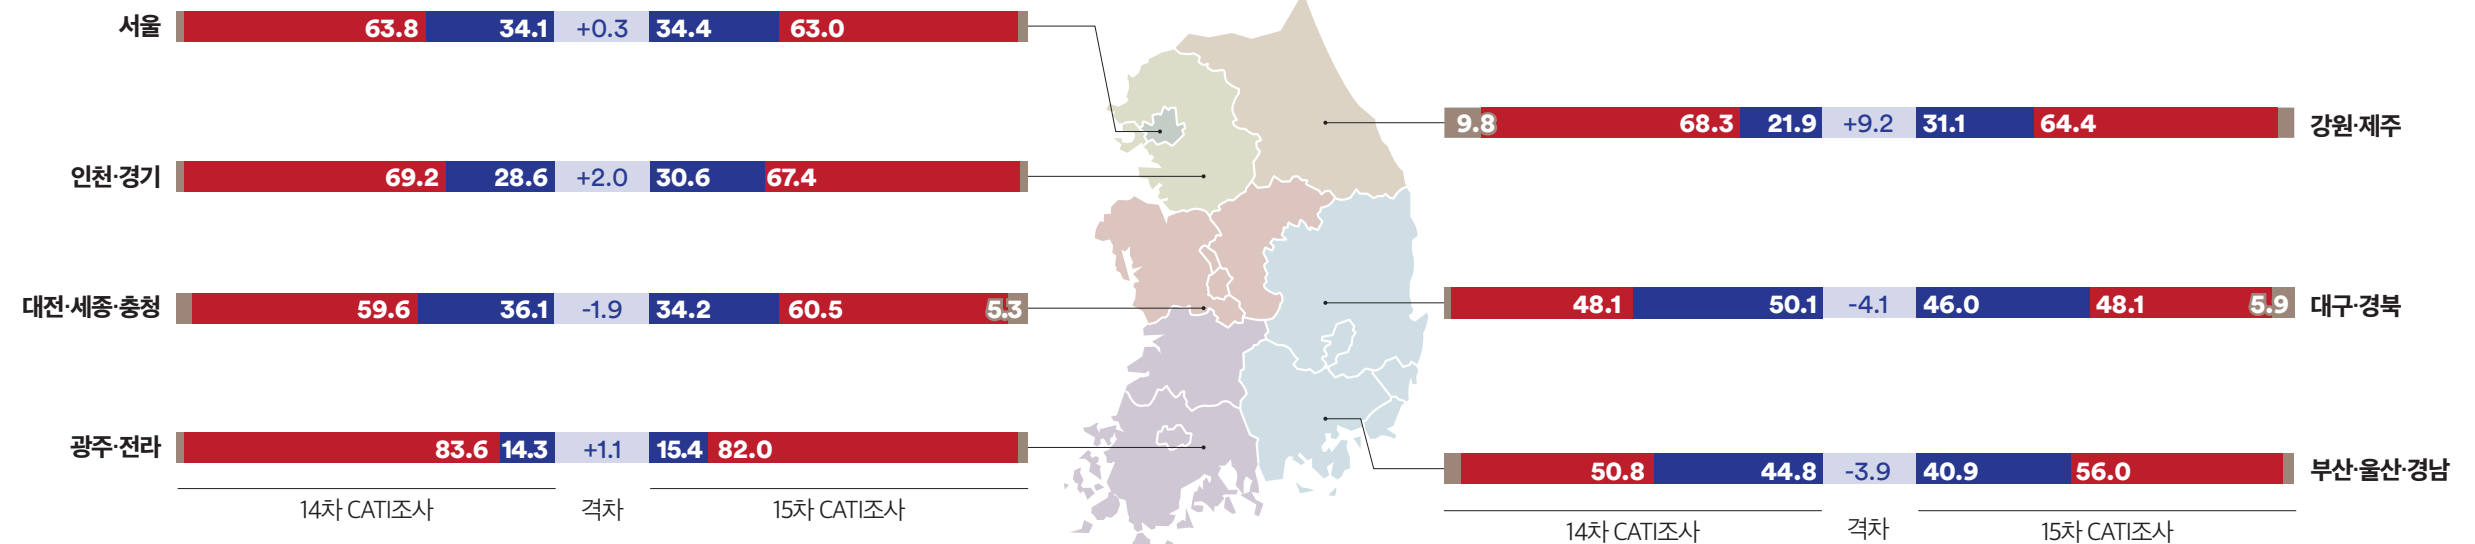 서울 63.8 34.1 +0.3 34.4 63.0
인천·경기 69.2 28.6 +2.0 30.6 67.4
대전·세종·충청 59.6 36.1 -1.9 34.2 60.5 5.3
광주·전라 83.6 14.3 +1.1 15.4 82.0
14차 CATI조사 격차 15차 CATI조사
9.8 68.3 21.9 +9.2 31.1 64.4 강원·제주
48.1 50.1 -4.1 46.0 48.1 5.9 대구·경북
50.8 44.8 -3.9 40.9 56.0 부산·울산·경남
14차 CATI조사 격차 15차 CATI조사